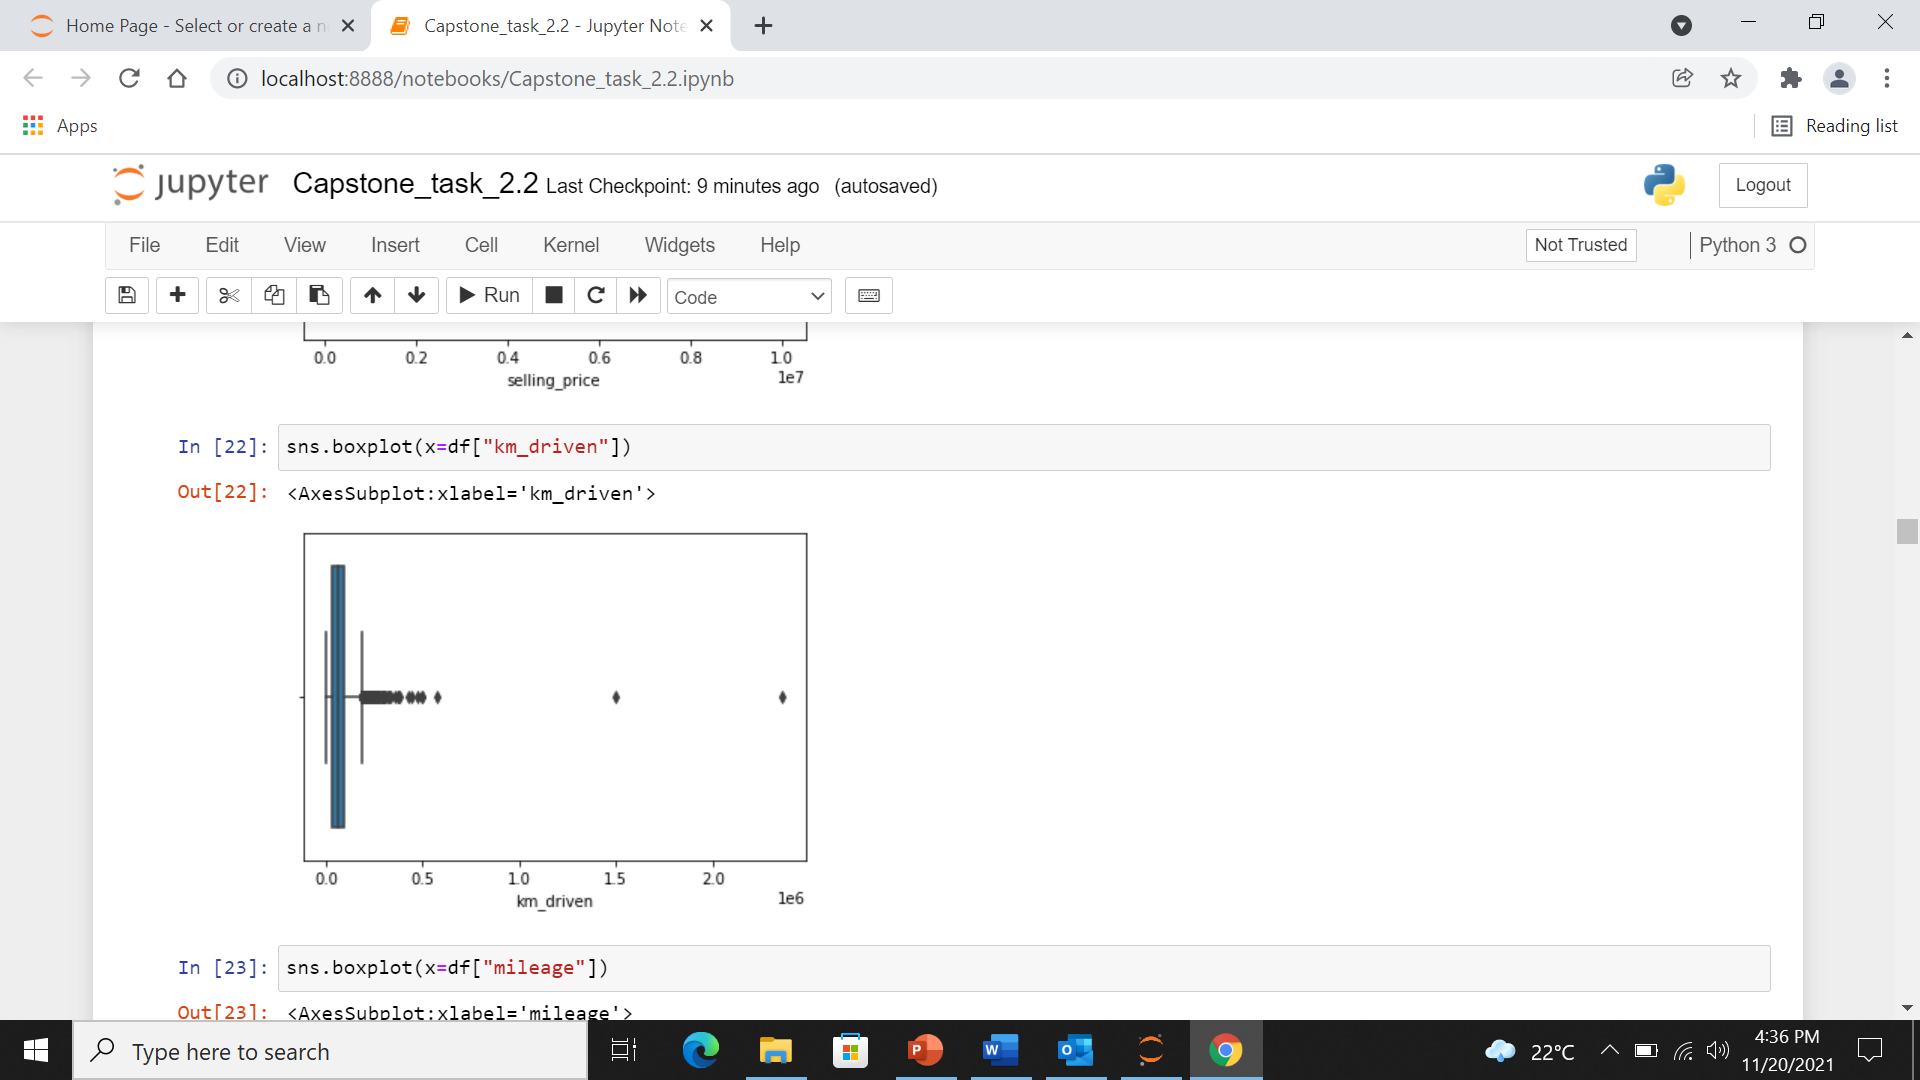 Home Page - Select or create a n
Capstone_task_2.2 - Jupyter Note
localhost:8888/notebooks/Capstone_task_2.2.ipynb
Apps
Reading list
jupyter Capstone_task_2.2 Last Checkpoint: 9 minutes ago (autosaved)
Logout
File Edit View Insert Cell Kernel Widgets Help
Not Trusted
Python 3
Run
Code
0.0 0.2 0.4 0.6 0.8 1.0
selling_price
1e7
In [22]: sns.boxplot(x=df["km_driven"])
Out[22]: <AxesSubplot:xlabel='km_driven'>
0.0 0.5 1.0 1.5 2.0
km_driven
1e6
In [23]: sns.boxplot(x=df["mileage"])
Out[23]: <AxesSubplot:xlabel='mileage'>
Type here to search
P
W
O
22°C
4:36 PM
11/20/2021